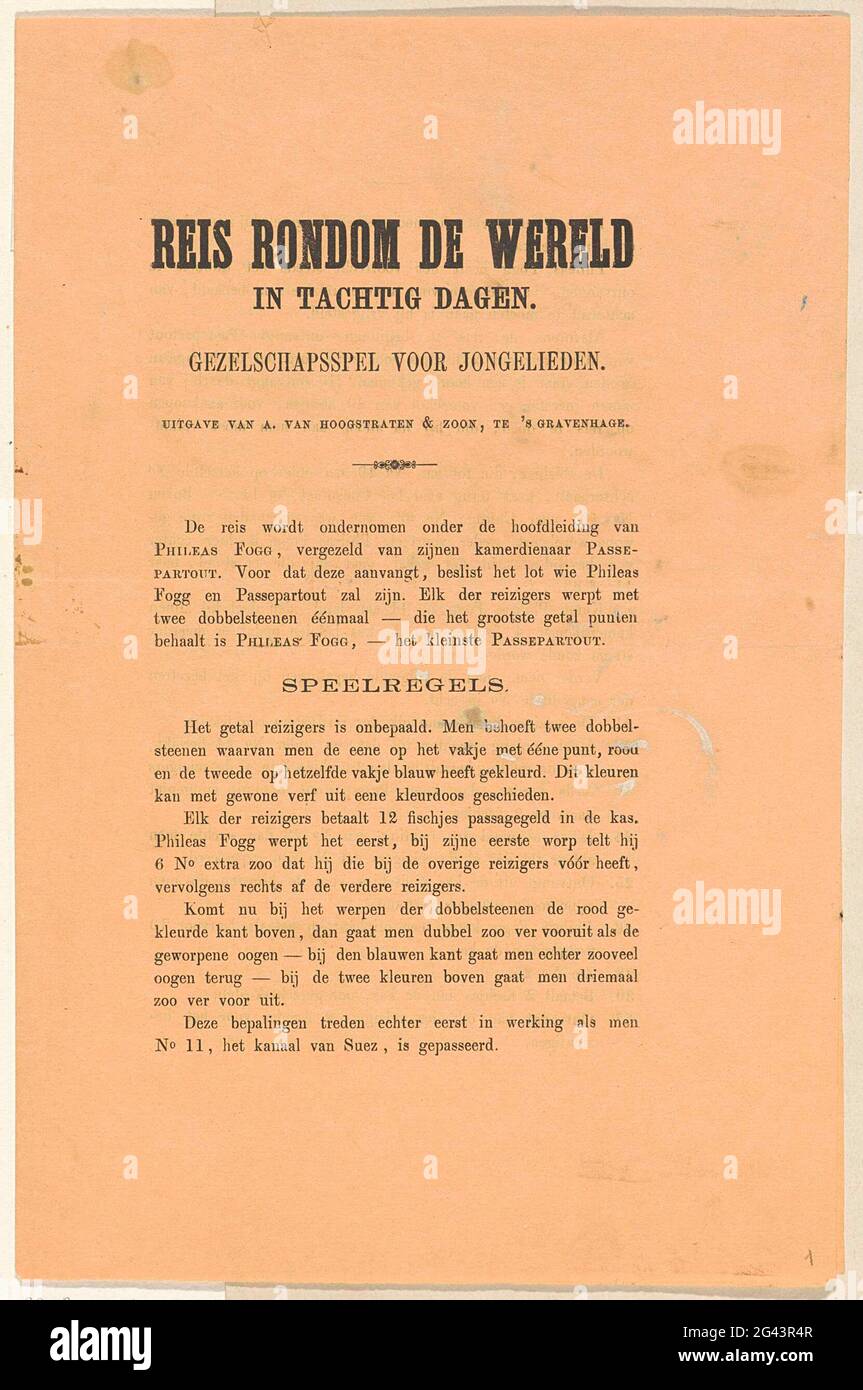 REIS RONDOM DE WERELD
IN TACHTIG DAGEN.
GEZELSCHAPSSPEL VOOR JONGELIEDEN.
UITGAVE VAN A. VAN HOOGSTRATEN & ZOON, TE 'S GRAVENHAGE.
De reis wordt ondernomen onder de hoofdleiding van
PHILEAS FOGG, vergezeld van zijnen kamerdienaar PASSE-
PARTOUT. Voor dat deze aanvangt, beslist het lot wie Phileas
Fogg en Passepartout zal zijn. Elk der reizigers werpt met
twee dobbelsteenen éénmaal — die het grootste getal punten
behaalt is PHILEAS FOGG, — het kleinste PASSEPARTOUT.
SPEELREGELS.
Het getal reizigers is onbepaald. Men behoeft twee dobbel-
steenen waarvan men de eene op het vakje met ééne punt, rood
en de tweede op hetzelfde vakje blauw heeft gekleurd. Dit kleuren
kan met gewone verf uit eene kleurdoos geschieden.
Elk der reizigers betaalt 12 fischjes passagegeld in de kas.
Phileas Fogg werpt het eerst, bij zijne eerste worp telt hij
6 No extra zoo dat hij die bij de overige reizigers vóór heeft,
vervolgens rechts af de verdere reizigers.
Komt nu bij het werpen der dobbelsteenen de rood ge-
kleurde kant boven, dan gaat men dubbel zoo ver vooruit als de
geworpene oogen — bij den blauwen kant gaat men echter zooveel
oogen terug — bij de twee kleuren boven gaat men driemaal
zoo ver voor uit.
Deze bepalingen treden echter eerst in werking als men
No 11, het kanaal van Suez, is gepasseerd.
1
alamy
Image ID: 2G43R4R
www.alamy.com